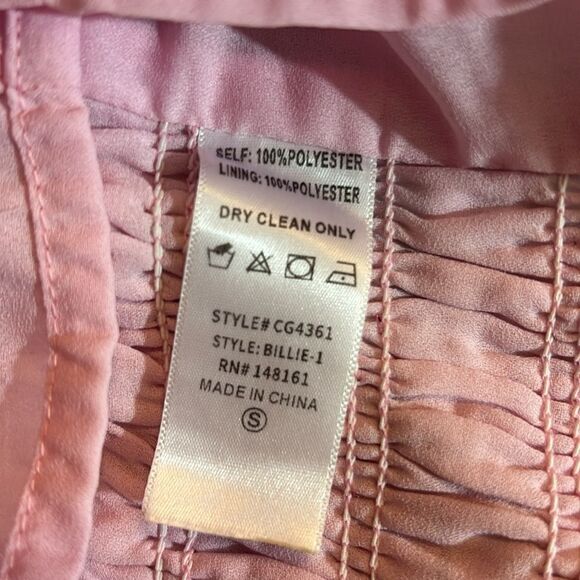 SELF: 100%POLYESTER
LINING: 100%POLYESTER
DRY CLEAN ONLY
STYLE# CG4361
STYLE: BILLIE-1
RN# 148161
MADE IN CHINA
S